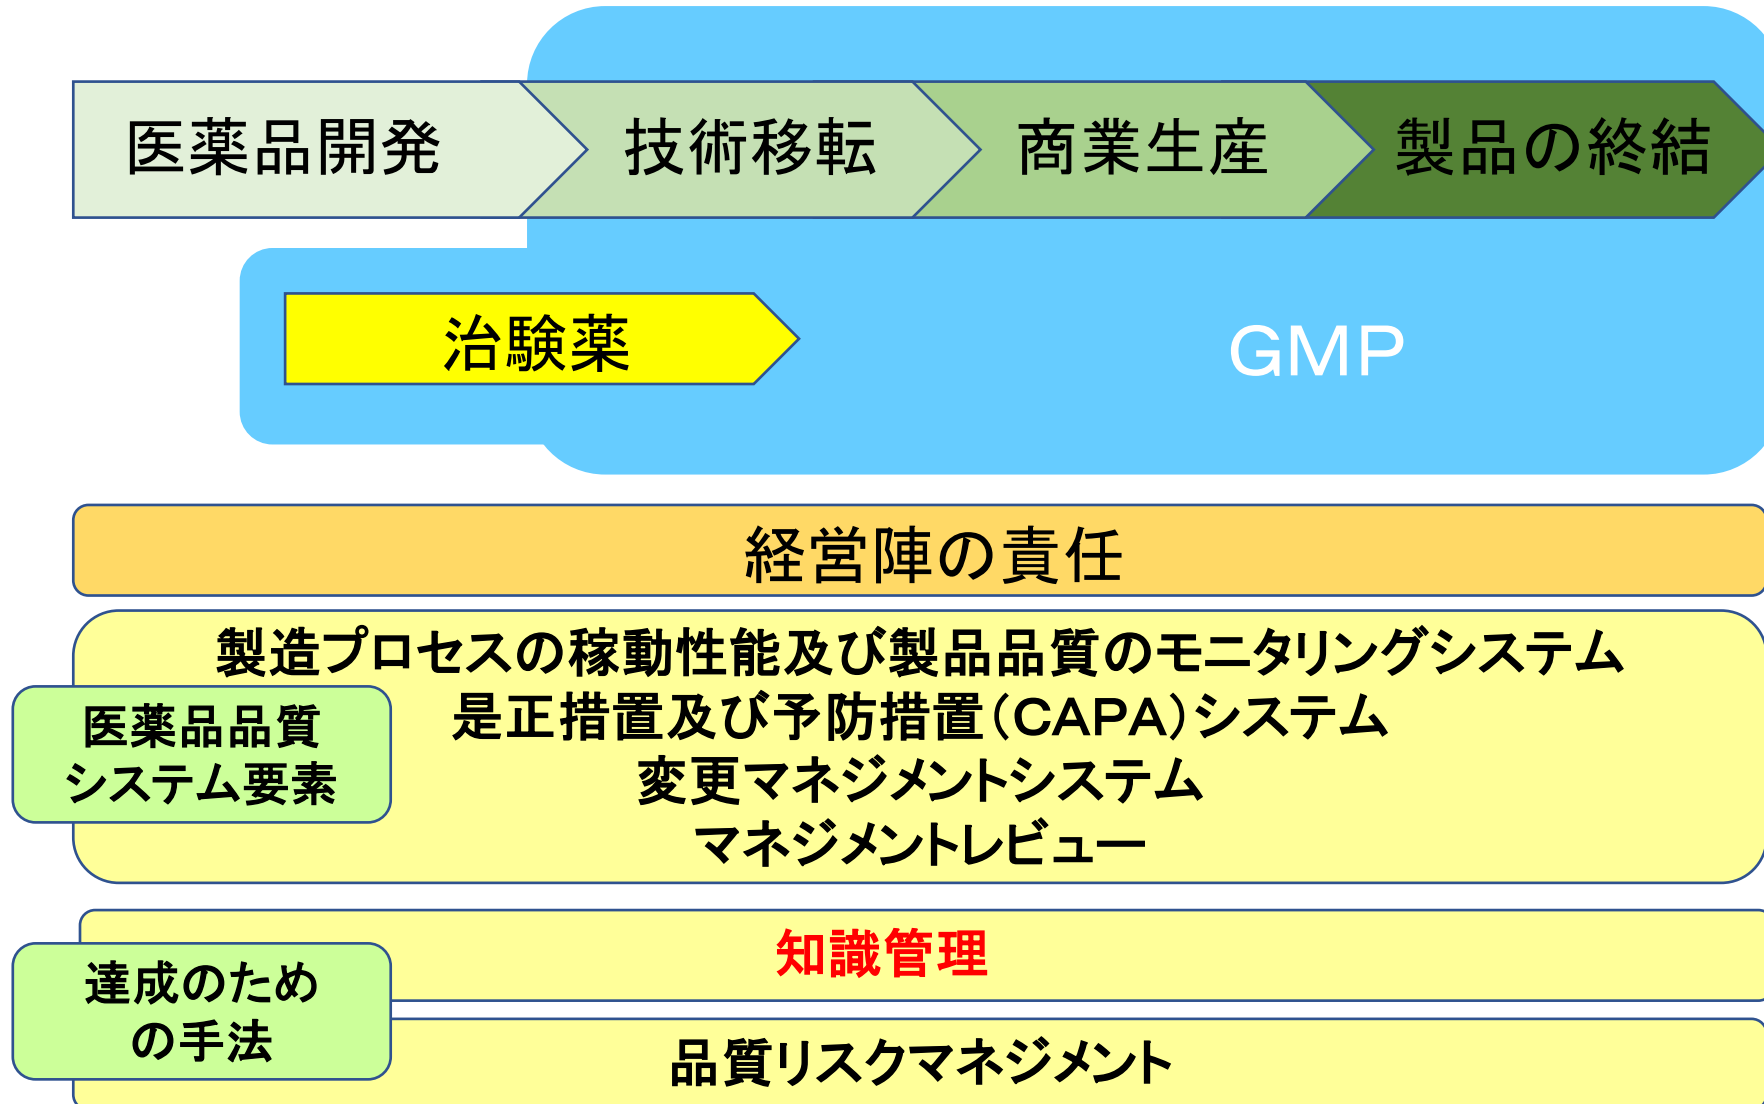 医薬品開発
技術移転
商業生産
製品の終結
治験薬
GMP
経営陣の責任
製造プロセスの稼動性能及び製品品質のモニタリングシステム
是正措置及び予防措置（CAPA）システム
変更マネジメントシステム
マネジメントレビュー
医薬品品質
システム要素
知識管理
達成のため
の手法
品質リスクマネジメント